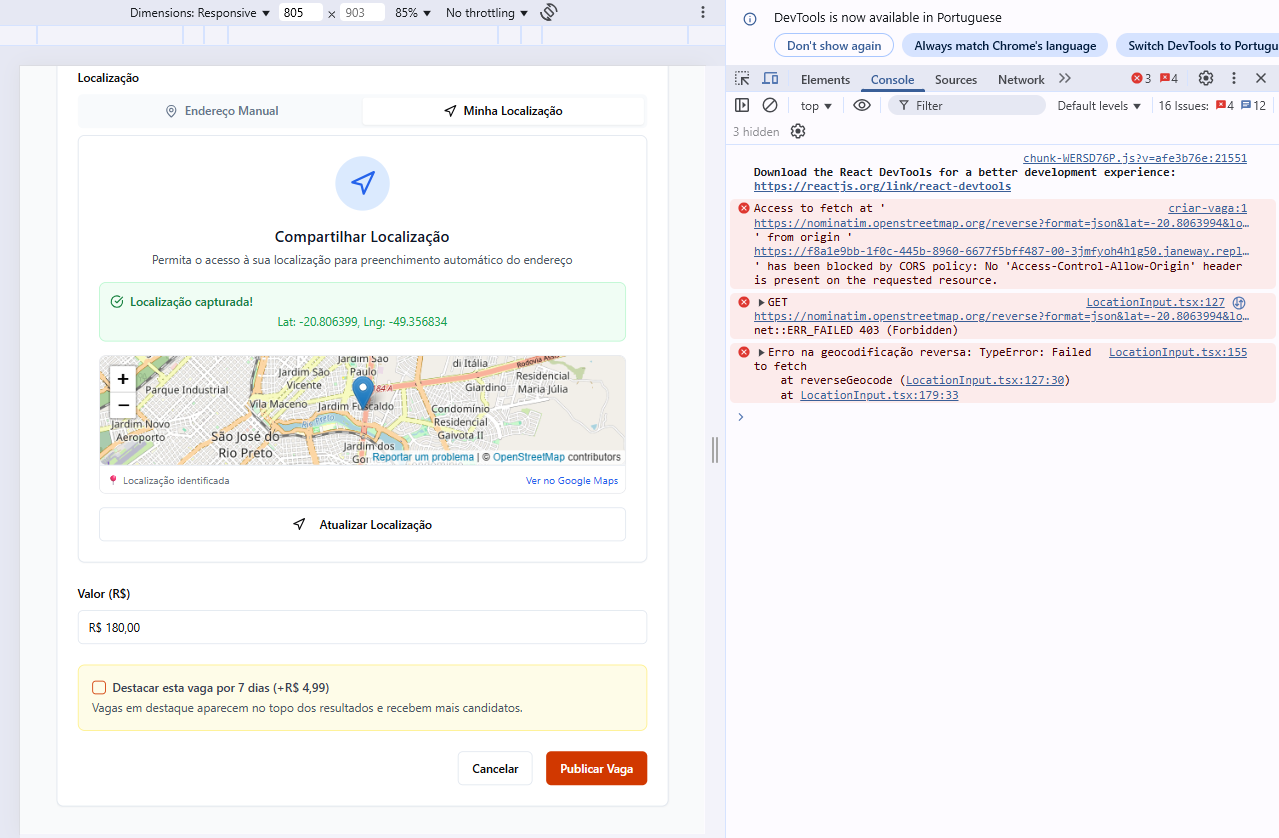 Dimensions: Responsive ▼ 805 × 903 85% ▼ No throttling ▼
Localização
Endereço Manual
Minha Localização
Compartilhar Localização
Permita o acesso à sua localização para preenchimento automático do endereço
Localização capturada!
Lat: -20.806399, Lng: -49.356834
+
−
Jardim São
Vicente
Jardim São
Paulo
di Itália
Rodovia Assis
Parque Industrial
84 A
Giardino
Residencial
Maria Júlia
Vila Maceno
Jardim Fuscaldo
Condomínio
Residencial
Gaivota II
Jardim Novo
Aeroporto
São José do
Rio Preto
Rio Preto
Jardim dos
Gor
Reportar um problema | © OpenStreetMap contributors
Localização identificada
Ver no Google Maps
Atualizar Localização
Valor (R$)
R$ 180,00
Destacar esta vaga por 7 dias (+R$ 4,99)
Vagas em destaque aparecem no topo dos resultados e recebem mais candidatos.
Cancelar
Publicar Vaga
DevTools is now available in Portuguese
Don't show again
Always match Chrome's language
Switch DevTools to Portugu
Elements Console Sources Network 3 4
top ▼ Filter Default levels ▼ 16 Issues: 4 12
3 hidden
chunk-WERSD76P.js?v=afe3b76e:21551
Download the React DevTools for a better development experience:
https://reactjs.org/link/react-devtools
Access to fetch at ' criar-vaga:1
https://nominatim.openstreetmap.org/reverse?format=json&lat=-20.8063994&lo…
' from origin '
https://f8a1e9bb-1f0c-445b-8960-6677f5bff487-00-3jmfyoh4h1g50.janeway.repl…
' has been blocked by CORS policy: No 'Access-Control-Allow-Origin' header
is present on the requested resource.
GET LocationInput.tsx:127
https://nominatim.openstreetmap.org/reverse?format=json&lat=-20.8063994&lo…
net::ERR_FAILED 403 (Forbidden)
Erro na geocodificação reversa: TypeError: Failed LocationInput.tsx:155
to fetch
at reverseGeocode (LocationInput.tsx:127:30)
at LocationInput.tsx:179:33